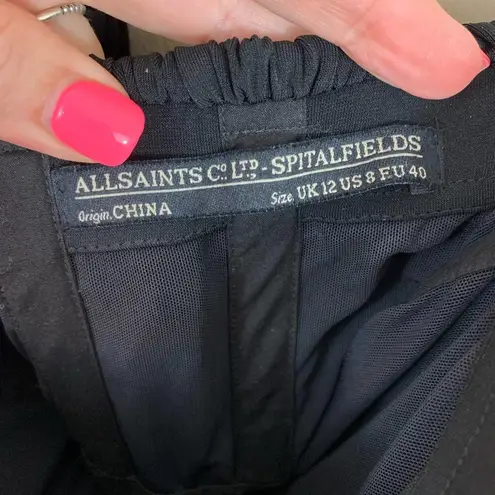 ALLSAINTS Co LTD - SPITALFIELDS
Origin. CHINA Size. UK 12 US 8 EU 40